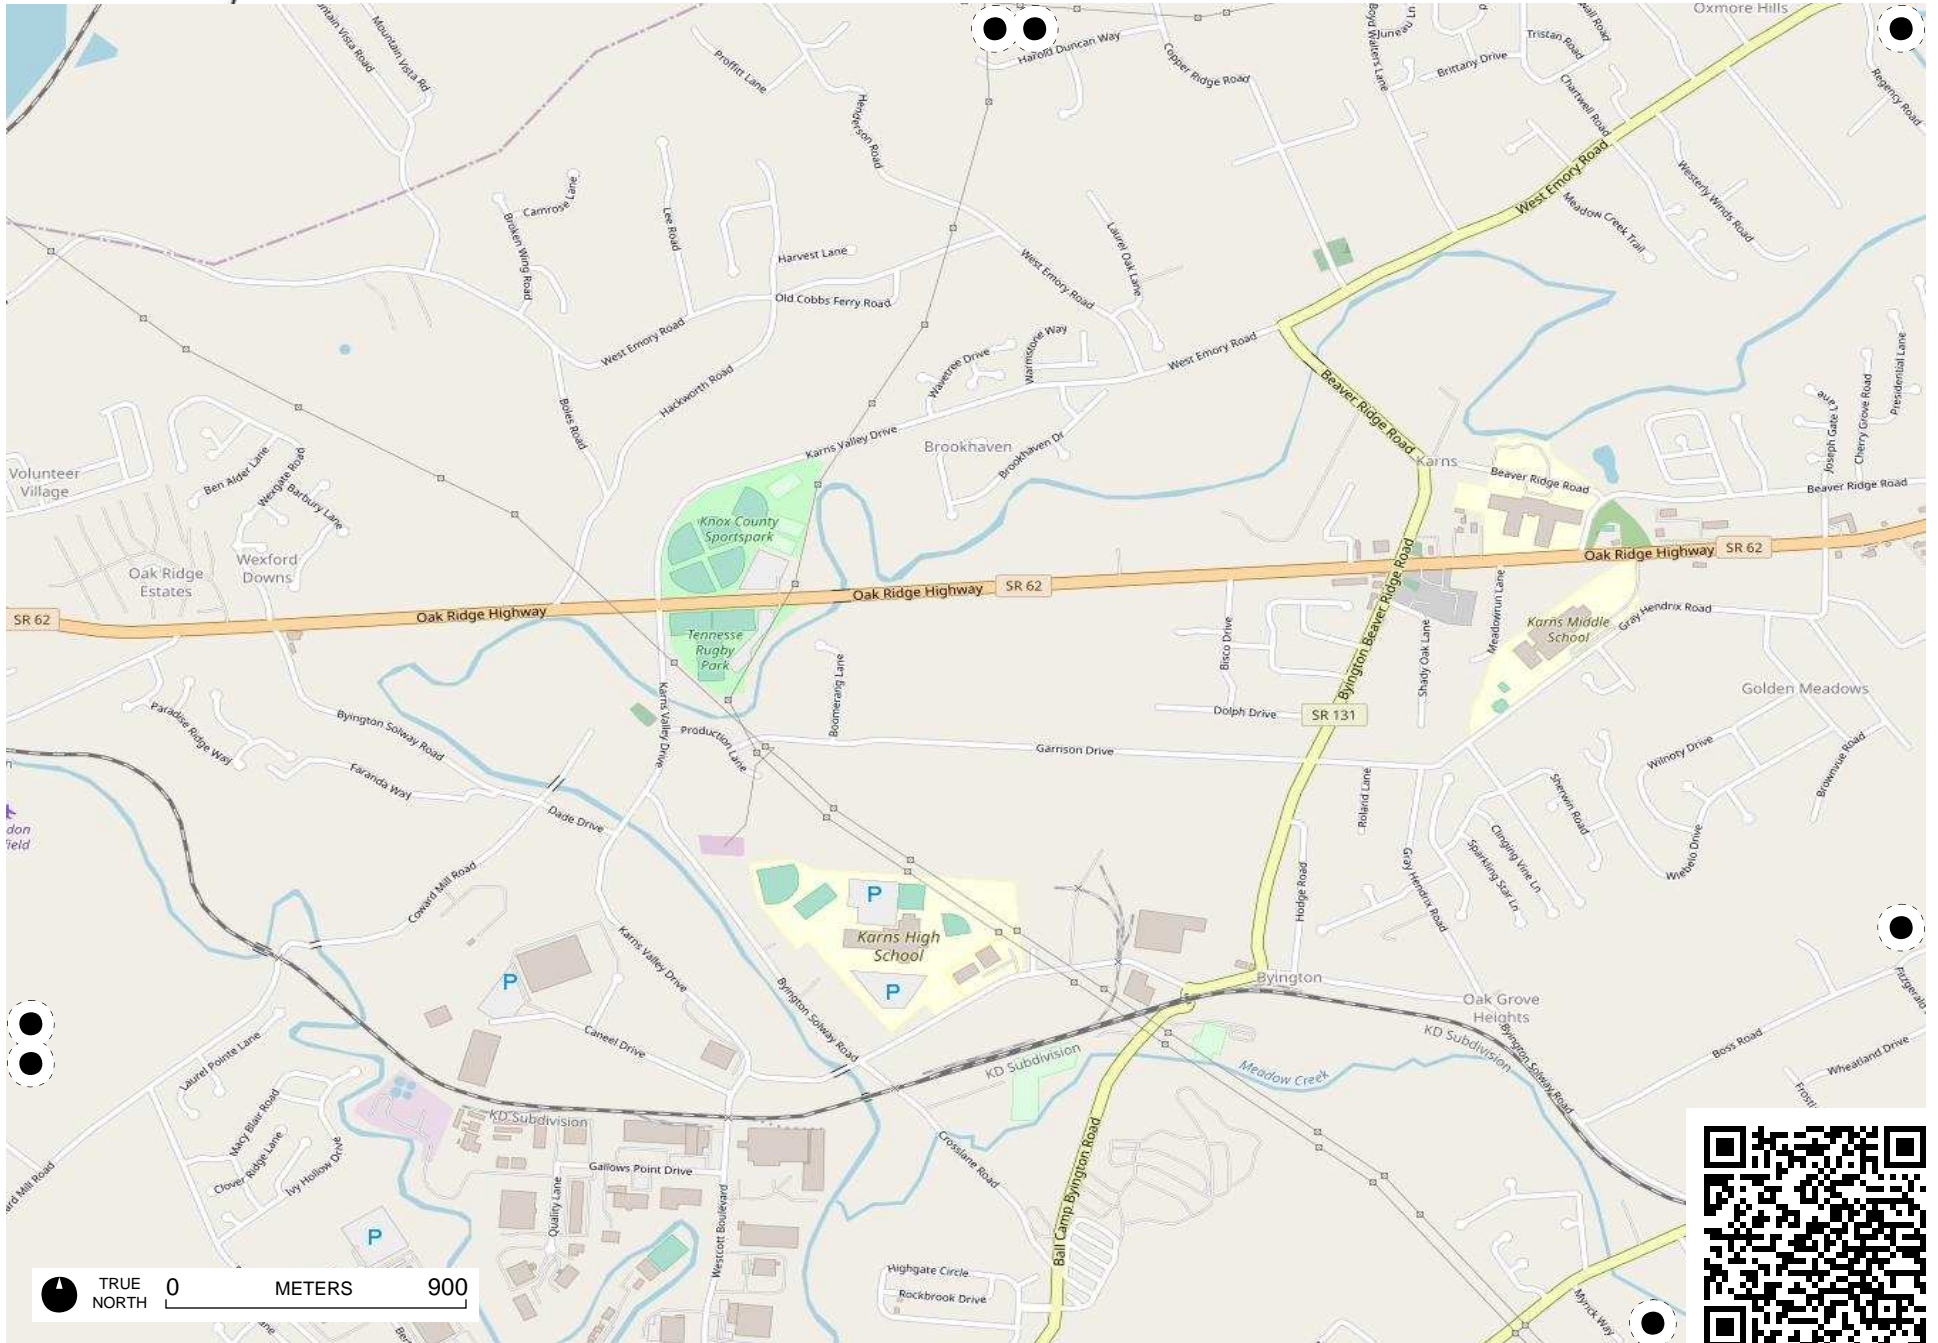 Oxmore Hills
Mountain Vista Rd
Harold Duncan Way
Juneau Ln
Boyd Walters Lane
Tristan Road
Brittany Drive
Proffitt Lane
Copper Ridge Road
Chartwell Road
Regency Road
Henderson Road
West Emory Road
Westerly Winds Road
Meadow Creek Trail
Camrose Lane
Broken Wing Road
Lee Road
Harvest Lane
Laurel Oak Lane
West Emory Road
Old Cobbs Ferry Road
West Emory Road
Warmstone Way
West Emory Road
Wavetree Drive
Hackworth Road
Presidential Lane
Beaver Ridge Road
Boles Road
Cherry Grove Road
Joseph Gate Lane
Karns Valley Drive
Brookhaven
Brookhaven Dr
Karns
Volunteer
Village
Ben Alder Lane
Wexgate Road
Barbury Lane
Beaver Ridge Road
Beaver Ridge Road
Knox County
Sportspark
Wexford
Downs
Oak Ridge
Estates
Oak Ridge Highway
SR 62
Oak Ridge Highway
SR 62
Oak Ridge Highway
SR 62
Byington Beaver Ridge Road
Meadowrun Lane
Gray Hendrix Road
Karns Middle
School
Tennesse
Rugby
Park
Bisco Drive
Shady Oak Lane
Boomerang Lane
Golden Meadows
Paradise Ridge Way
Byington Solway Road
Karns Valley Drive
Production Lane
Dolph Drive
SR 131
Garrison Drive
Wilnoty Drive
Brownvue Road
Faranda Way
Dade Drive
Roland Lane
Sherwin Road
Clinging Vine Ln
Sparkling Star Ln
Wiebelo Drive
Gray Hendrix Road
Hodge Road
Coward Mill Road
P
Karns High
School
P
P
Karns Valley Drive
Byington Solway Road
Byington
Oak Grove
Heights
KD Subdivision
KD Subdivision
Meadow Creek
Byington Solway Road
Boss Road
Wheatland Drive
Caneel Drive
Laurel Pointe Lane
Macy Blair Road
Clover Ridge Lane
Ivy Hollow Drive
KD Subdivision
Crosslane Road
Gallows Point Drive
Quality Lane
Westcott Boulevard
Ball Camp Byington Road
P
Highgate Circle
Rockbrook Drive
Myrick Way
TRUE
NORTH
0 METERS 900